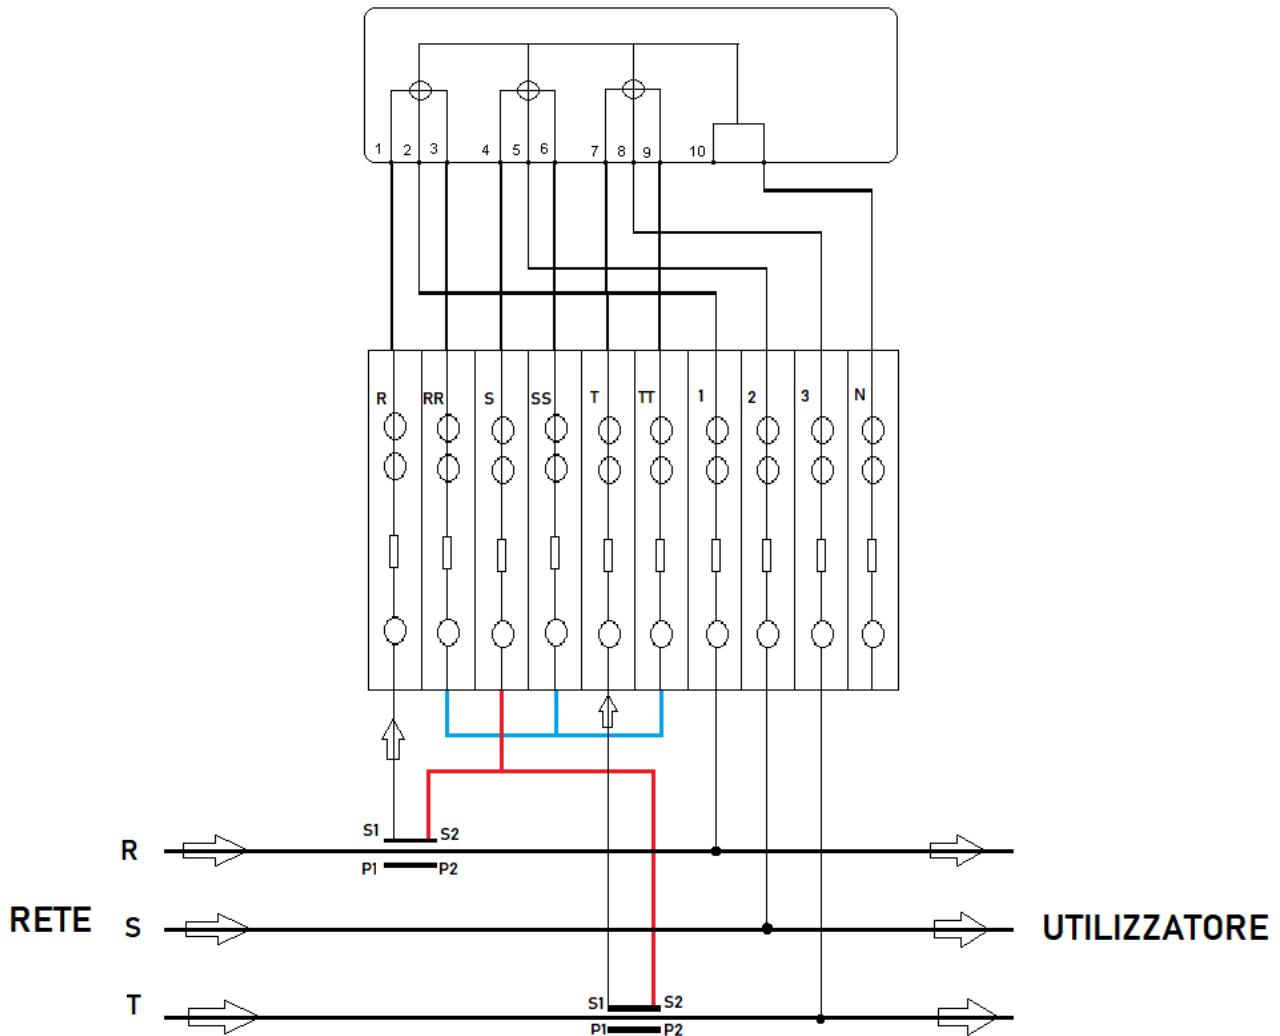 1 2 3 4 5 6 7 8 9 10
R RR S SS T TT 1 2 3 N
S1 S2
R
P1 P2
RETE S UTILIZZATORE
T
S1 S2
P1 P2